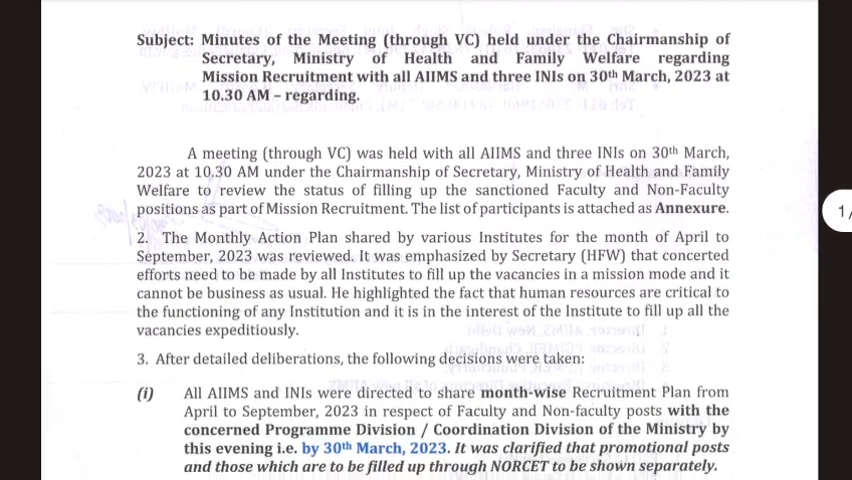 Subject: Minutes of the Meeting (through VC) held under the Chairmanship of
Secretary, Ministry of Health and Family Welfare regarding
Mission Recruitment with all AIIMS and three INIs on 30th March, 2023 at
10.30 AM – regarding.
A meeting (through VC) was held with all AIIMS and three INIs on 30th March,
2023 at 10.30 AM under the Chairmanship of Secretary, Ministry of Health and Family
Welfare to review the status of filling up the sanctioned Faculty and Non-Faculty
positions as part of Mission Recruitment. The list of participants is attached as Annexure.
2. The Monthly Action Plan shared by various Institutes for the month of April to
September, 2023 was reviewed. It was emphasized by Secretary (HFW) that concerted
efforts need to be made by all Institutes to fill up the vacancies in a mission mode and it
cannot be business as usual. He highlighted the fact that human resources are critical to
the functioning of any Institution and it is in the interest of the Institute to fill up all the
vacancies expeditiously.
3. After detailed deliberations, the following decisions were taken:
(i) All AIIMS and INIs were directed to share month-wise Recruitment Plan from
April to September, 2023 in respect of Faculty and Non-faculty posts with the
concerned Programme Division / Coordination Division of the Ministry by
this evening i.e. by 30th March, 2023. It was clarified that promotional posts
and those which are to be filled up through NORCET to be shown separately.
1/